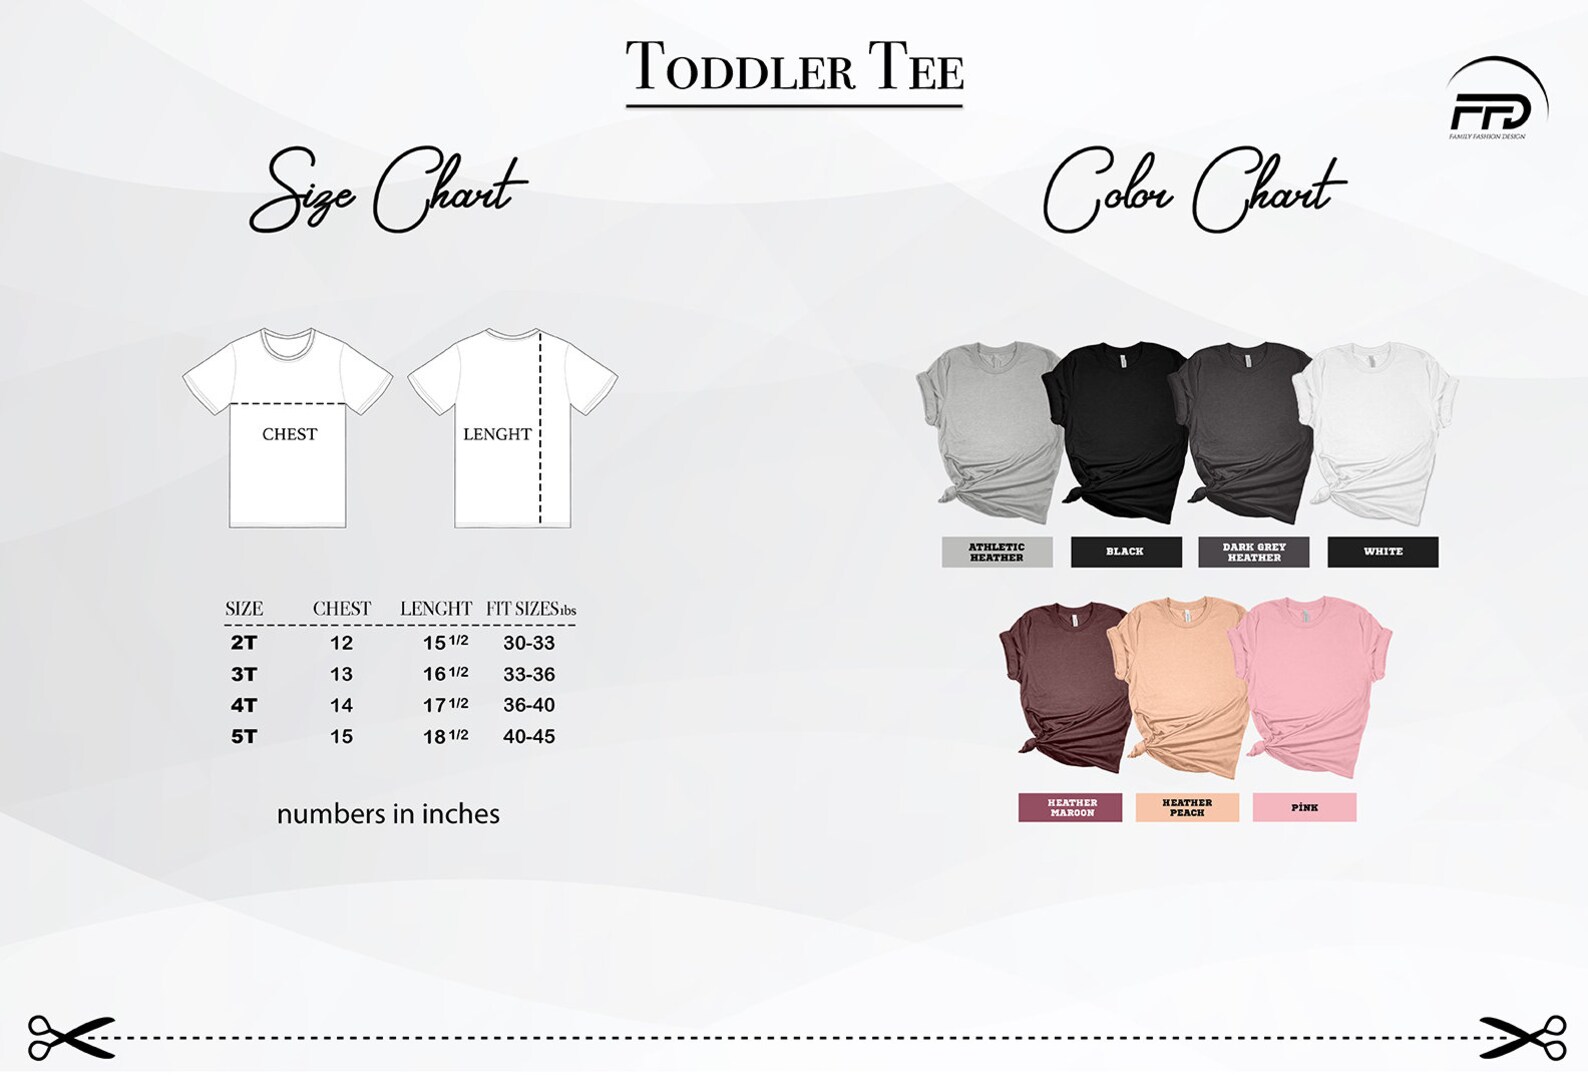 TODDLER TEE
FFD
FAMILY FASHION DESIGN
Size Chart
Color Chart
CHEST
LENGHT
SIZE CHEST LENGHT FIT SIZES lbs
2T 12 15 1/2 30-33
3T 13 16 1/2 33-36
4T 14 17 1/2 36-40
5T 15 18 1/2 40-45
numbers in inches
ATHLETIC
HEATHER
BLACK
DARK GREY
HEATHER
WHITE
HEATHER
MAROON
HEATHER
PEACH
PİNK